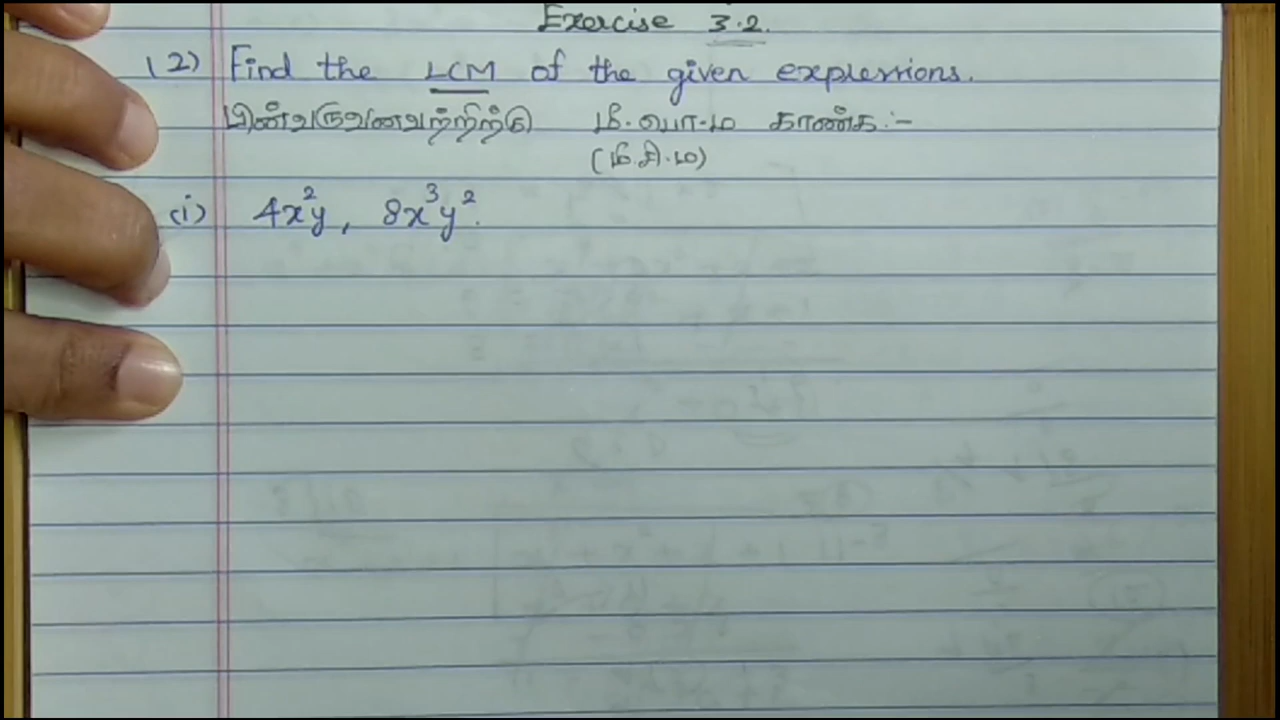 Exercise 3.2.
(2) Find the LCM of the given expressions.
பின்வருவனவற்றிற்கு மீ.பொ.ம காண்க :-
(மீ.சி.ம)
(i) 4x²y, 8x³y².